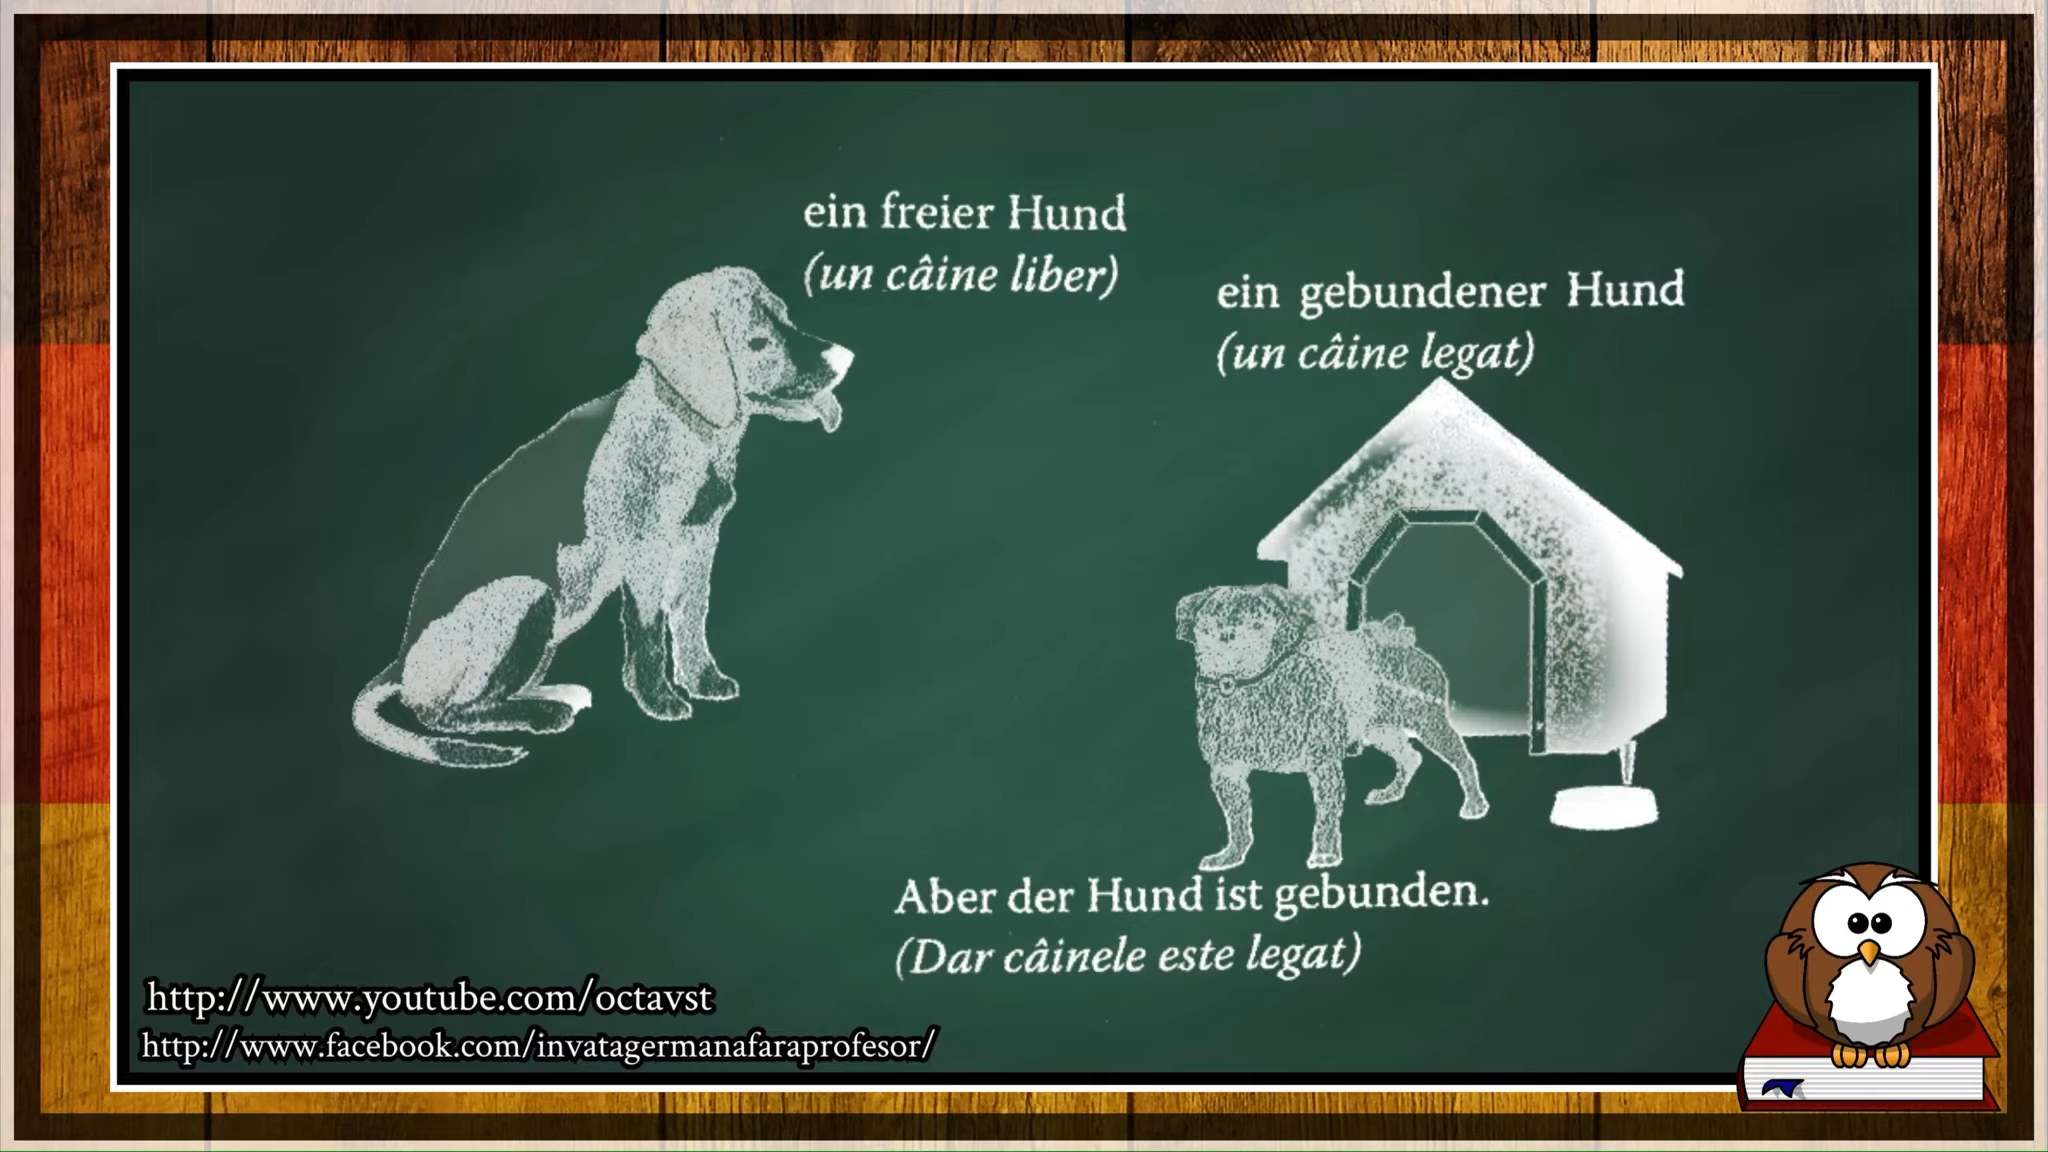 ein freier Hund
(un câine liber)
ein gebundener Hund
(un câine legat)
Aber der Hund ist gebunden.
(Dar câinele este legat)
http://www.youtube.com/octavst
http://www.facebook.com/invatagermanafaraprofesor/